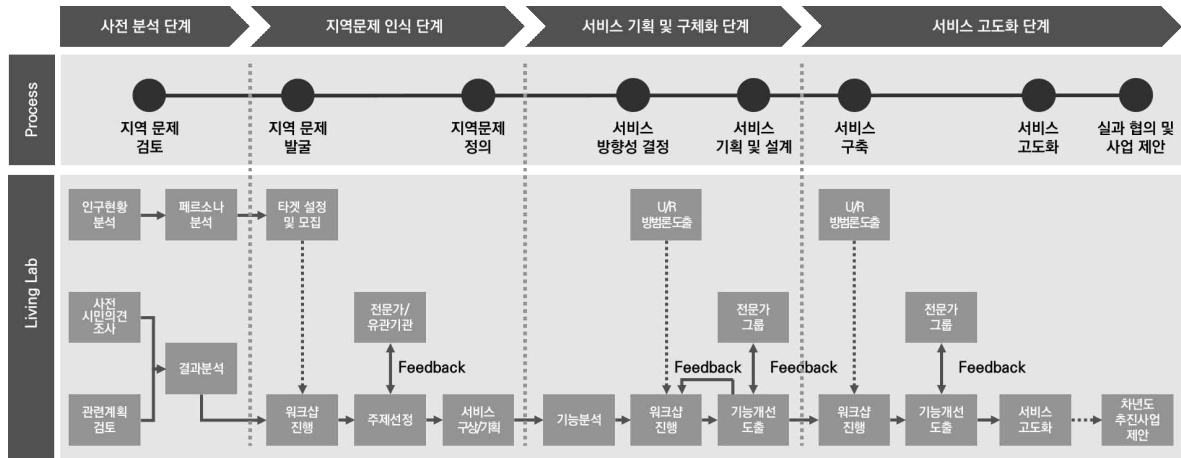 사전 분석 단계
지역문제 인식 단계
서비스 기획 및 구체화 단계
서비스 고도화 단계
Process
지역 문제
검토
지역 문제
발굴
지역문제
정의
서비스
방향성 결정
서비스
기획 및 설계
서비스
구축
서비스
고도화
실과 협의 및
사업 제안
Living Lab
인구현황
분석
페르소나
분석
타겟 설정
및 모집
U/R
방법론도출
U/R
방법론도출
사전
시민의견
조사
결과분석
관련계획
검토
전문가/
유관기관
Feedback
워크샵
진행
주제선정
서비스
구상/기획
전문가
그룹
Feedback
Feedback
기능분석
워크샵
진행
기능개선
도출
전문가
그룹
Feedback
워크샵
진행
기능개선
도출
서비스
고도화
차년도
추진사업
제안